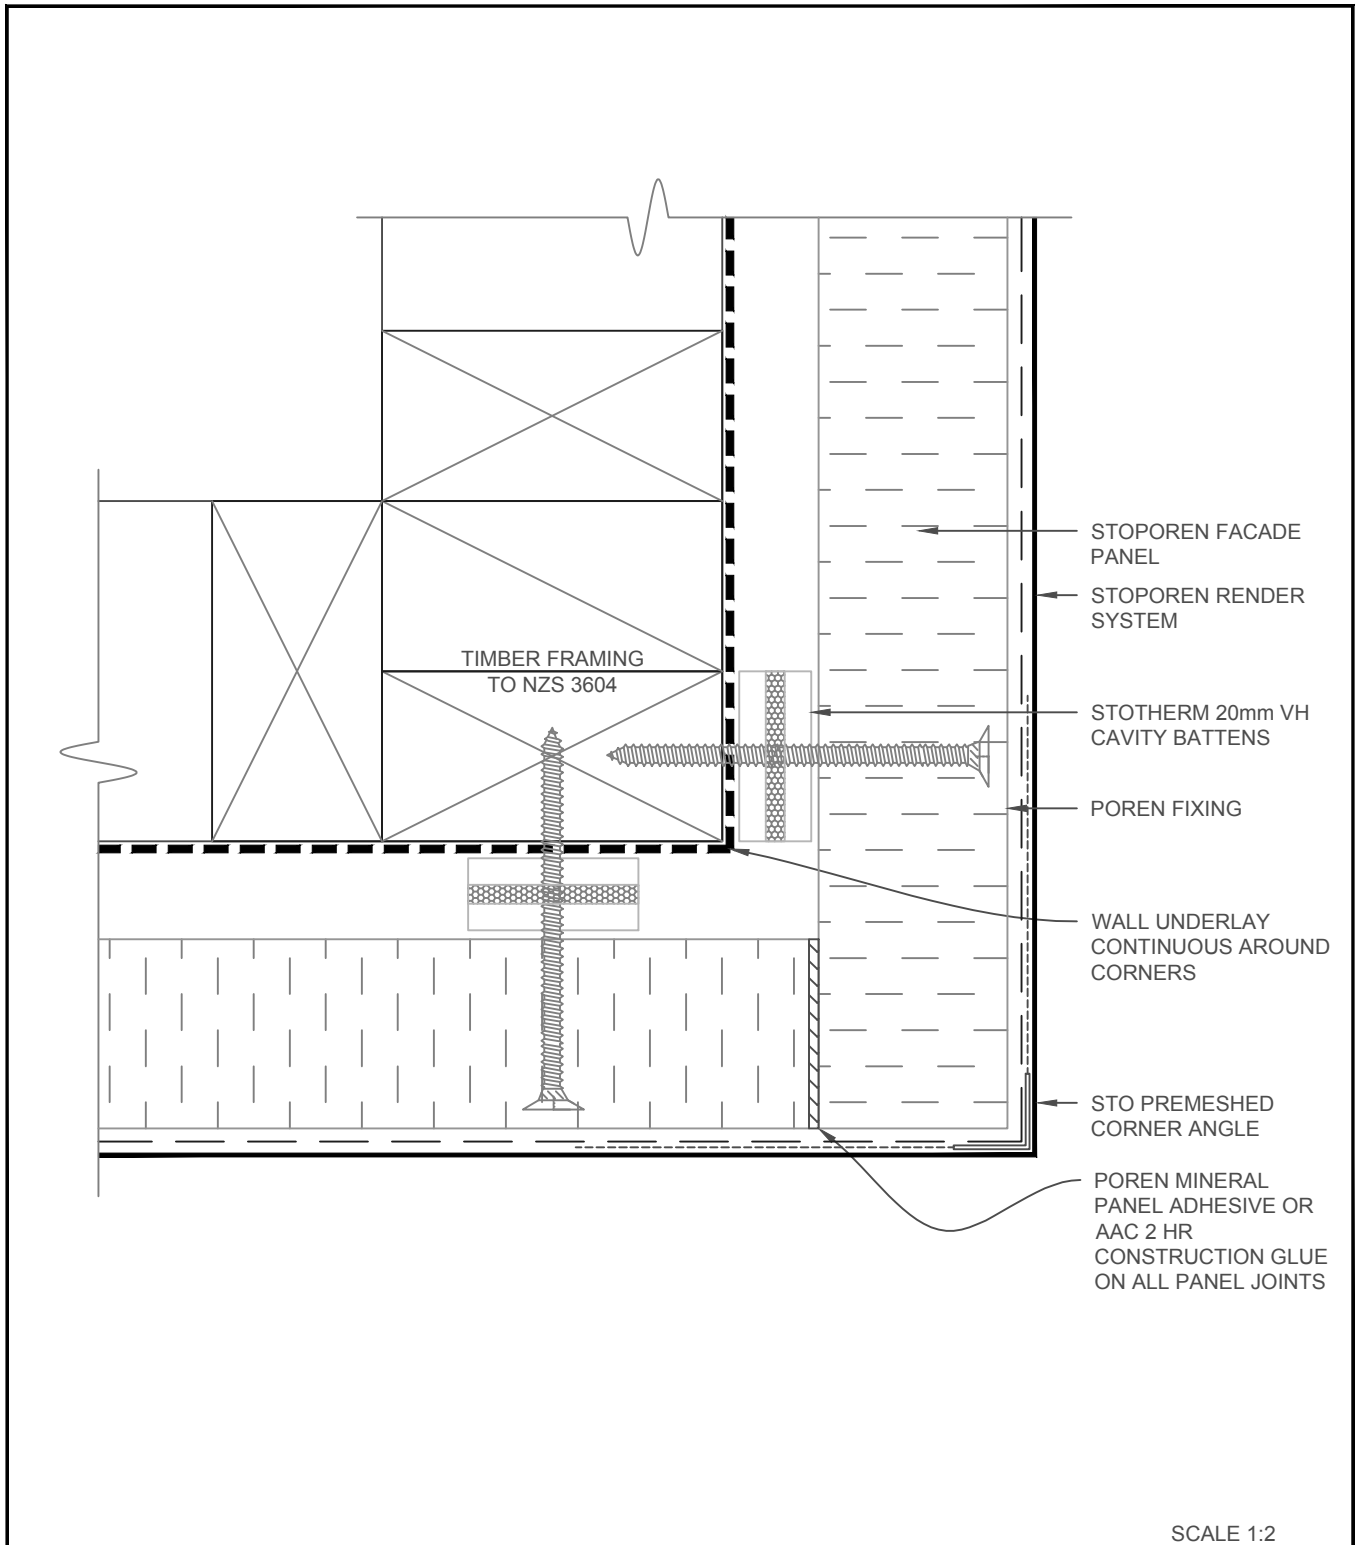 STOPOREN FACADE
PANEL
STOPOREN RENDER
SYSTEM
TIMBER FRAMING
TO NZS 3604
STOTHERM 20mm VH
CAVITY BATTENS
POREN FIXING
WALL UNDERLAY
CONTINUOUS AROUND
CORNERS
STO PREMESHED
CORNER ANGLE
POREN MINERAL
PANEL ADHESIVE OR
AAC 2 HR
CONSTRUCTION GLUE
ON ALL PANEL JOINTS
SCALE 1:2